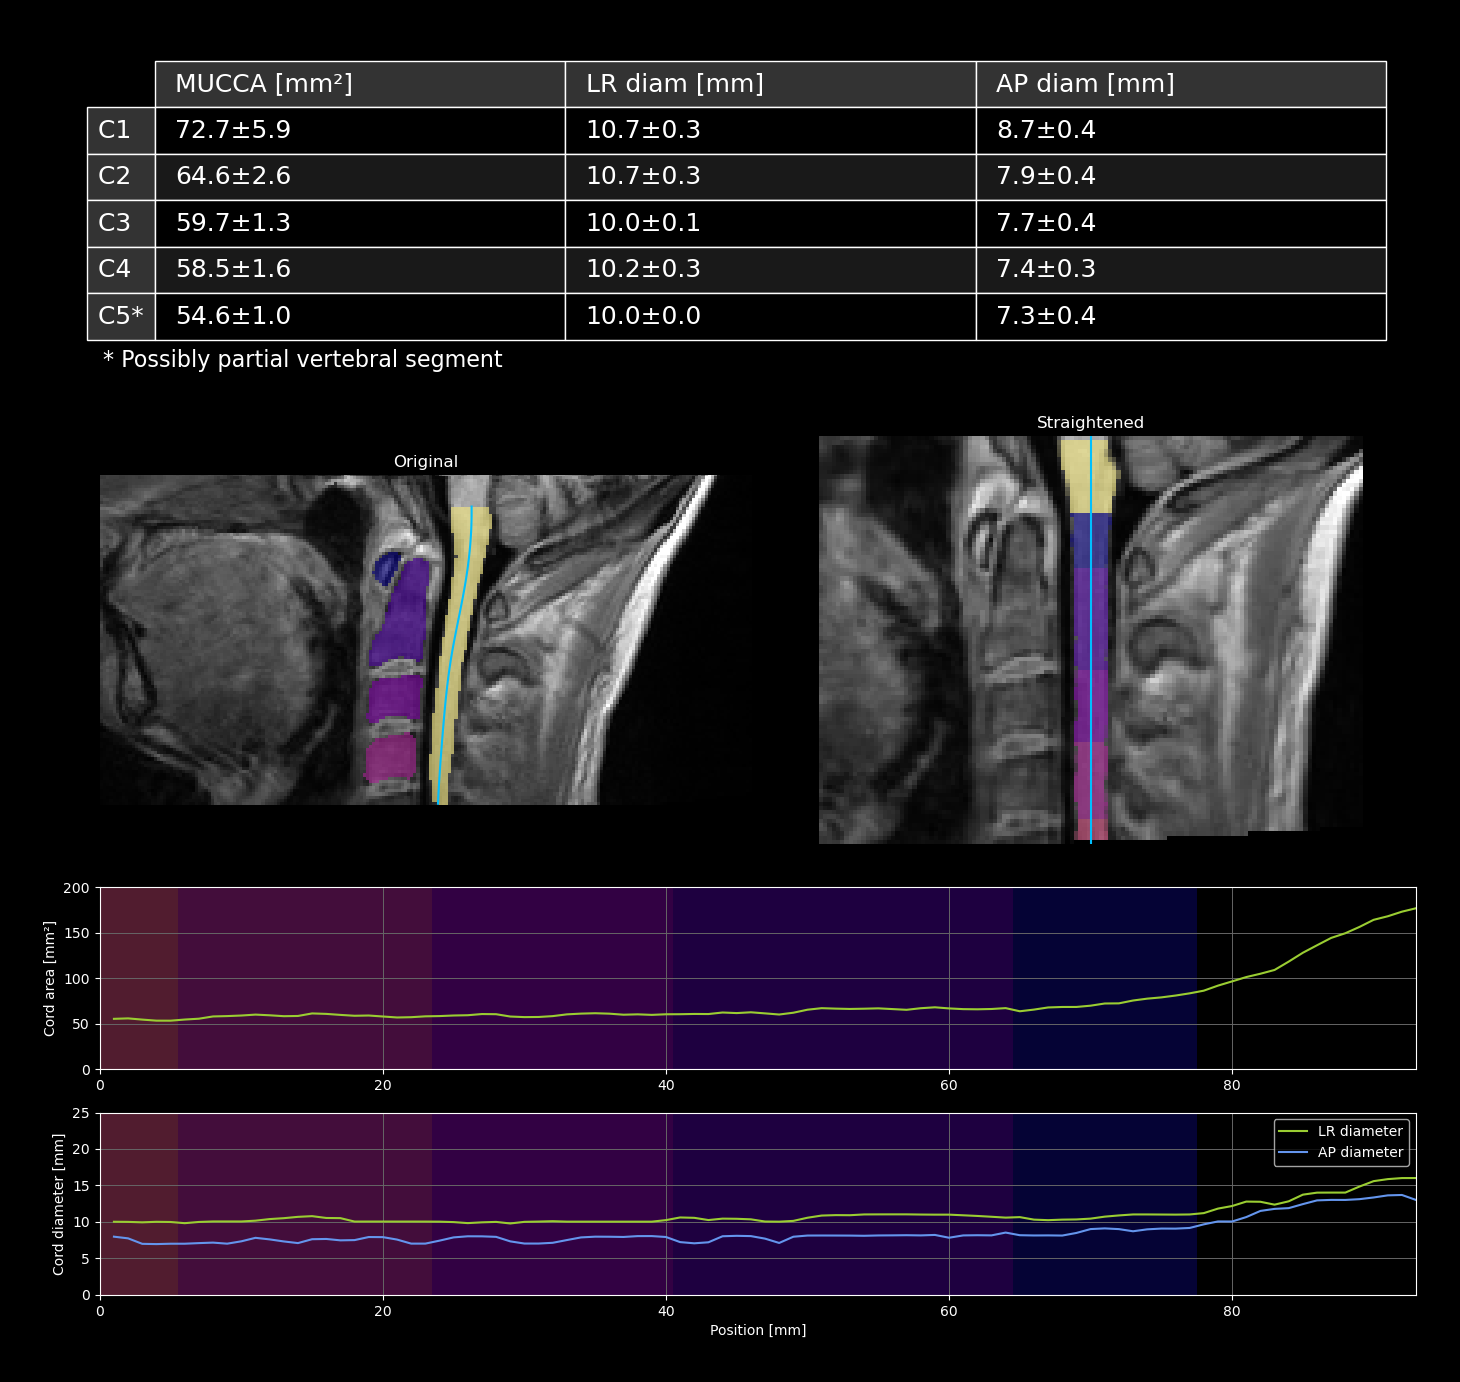 MUCCA [mm²] LR diam [mm] AP diam [mm]
C1 72.7±5.9 10.7±0.3 8.7±0.4
C2 64.6±2.6 10.7±0.3 7.9±0.4
C3 59.7±1.3 10.0±0.1 7.7±0.4
C4 58.5±1.6 10.2±0.3 7.4±0.3
C5* 54.6±1.0 10.0±0.0 7.3±0.4
* Possibly partial vertebral segment
Original
Straightened
Cord area [mm²]
200
150
100
50
0
0 20 40 60 80
Cord diameter [mm]
25
20
15
10
5
0
LR diameter
AP diameter
0 20 40 60 80
Position [mm]